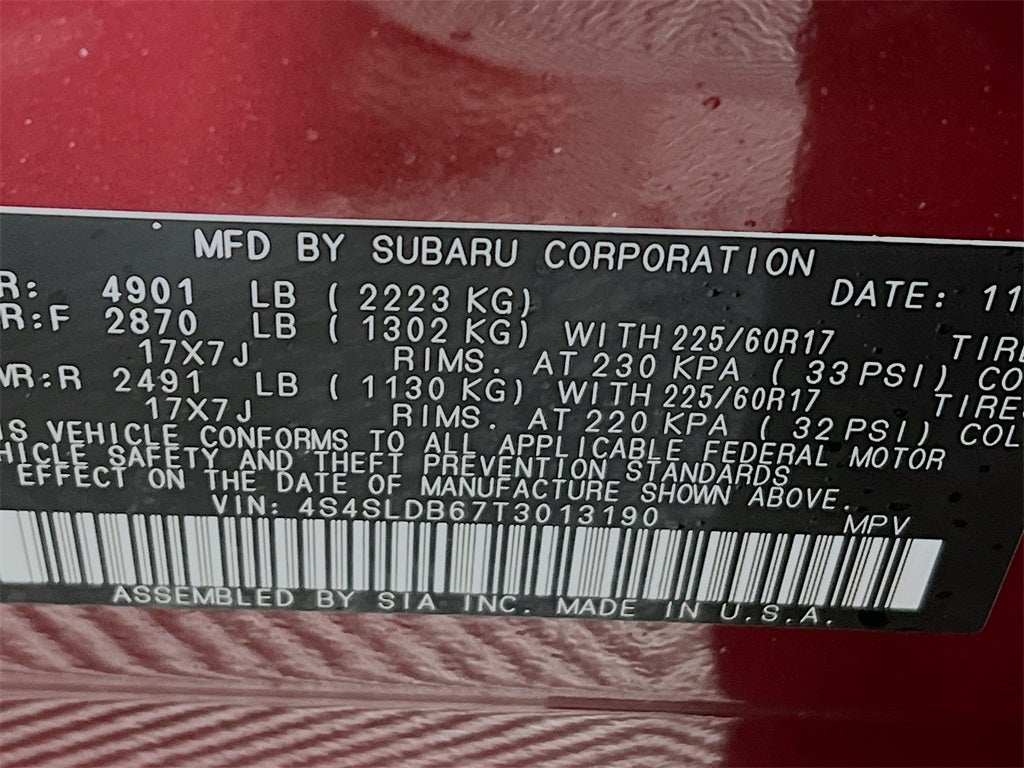 MFD BY SUBARU CORPORATION
R: 4901 LB ( 2223 KG) DATE: 11
R:F 2870 LB ( 1302 KG) WITH 225/60R17 TIRE
17X7J RIMS. AT 230 KPA ( 33 PSI) CO
WR:R 2491 LB ( 1130 KG) WITH 225/60R17 TIRE
17X7J RIMS. AT 220 KPA ( 32 PSI) COL
IS VEHICLE CONFORMS TO ALL APPLICABLE FEDERAL MOTOR
HICLE SAFETY AND THEFT PREVENTION STANDARDS
EFFECT ON THE DATE OF MANUFACTURE SHOWN ABOVE.
VIN: 4S4SLDB67T3013190 MPV
ASSEMBLED BY SIA INC. MADE IN U.S.A.